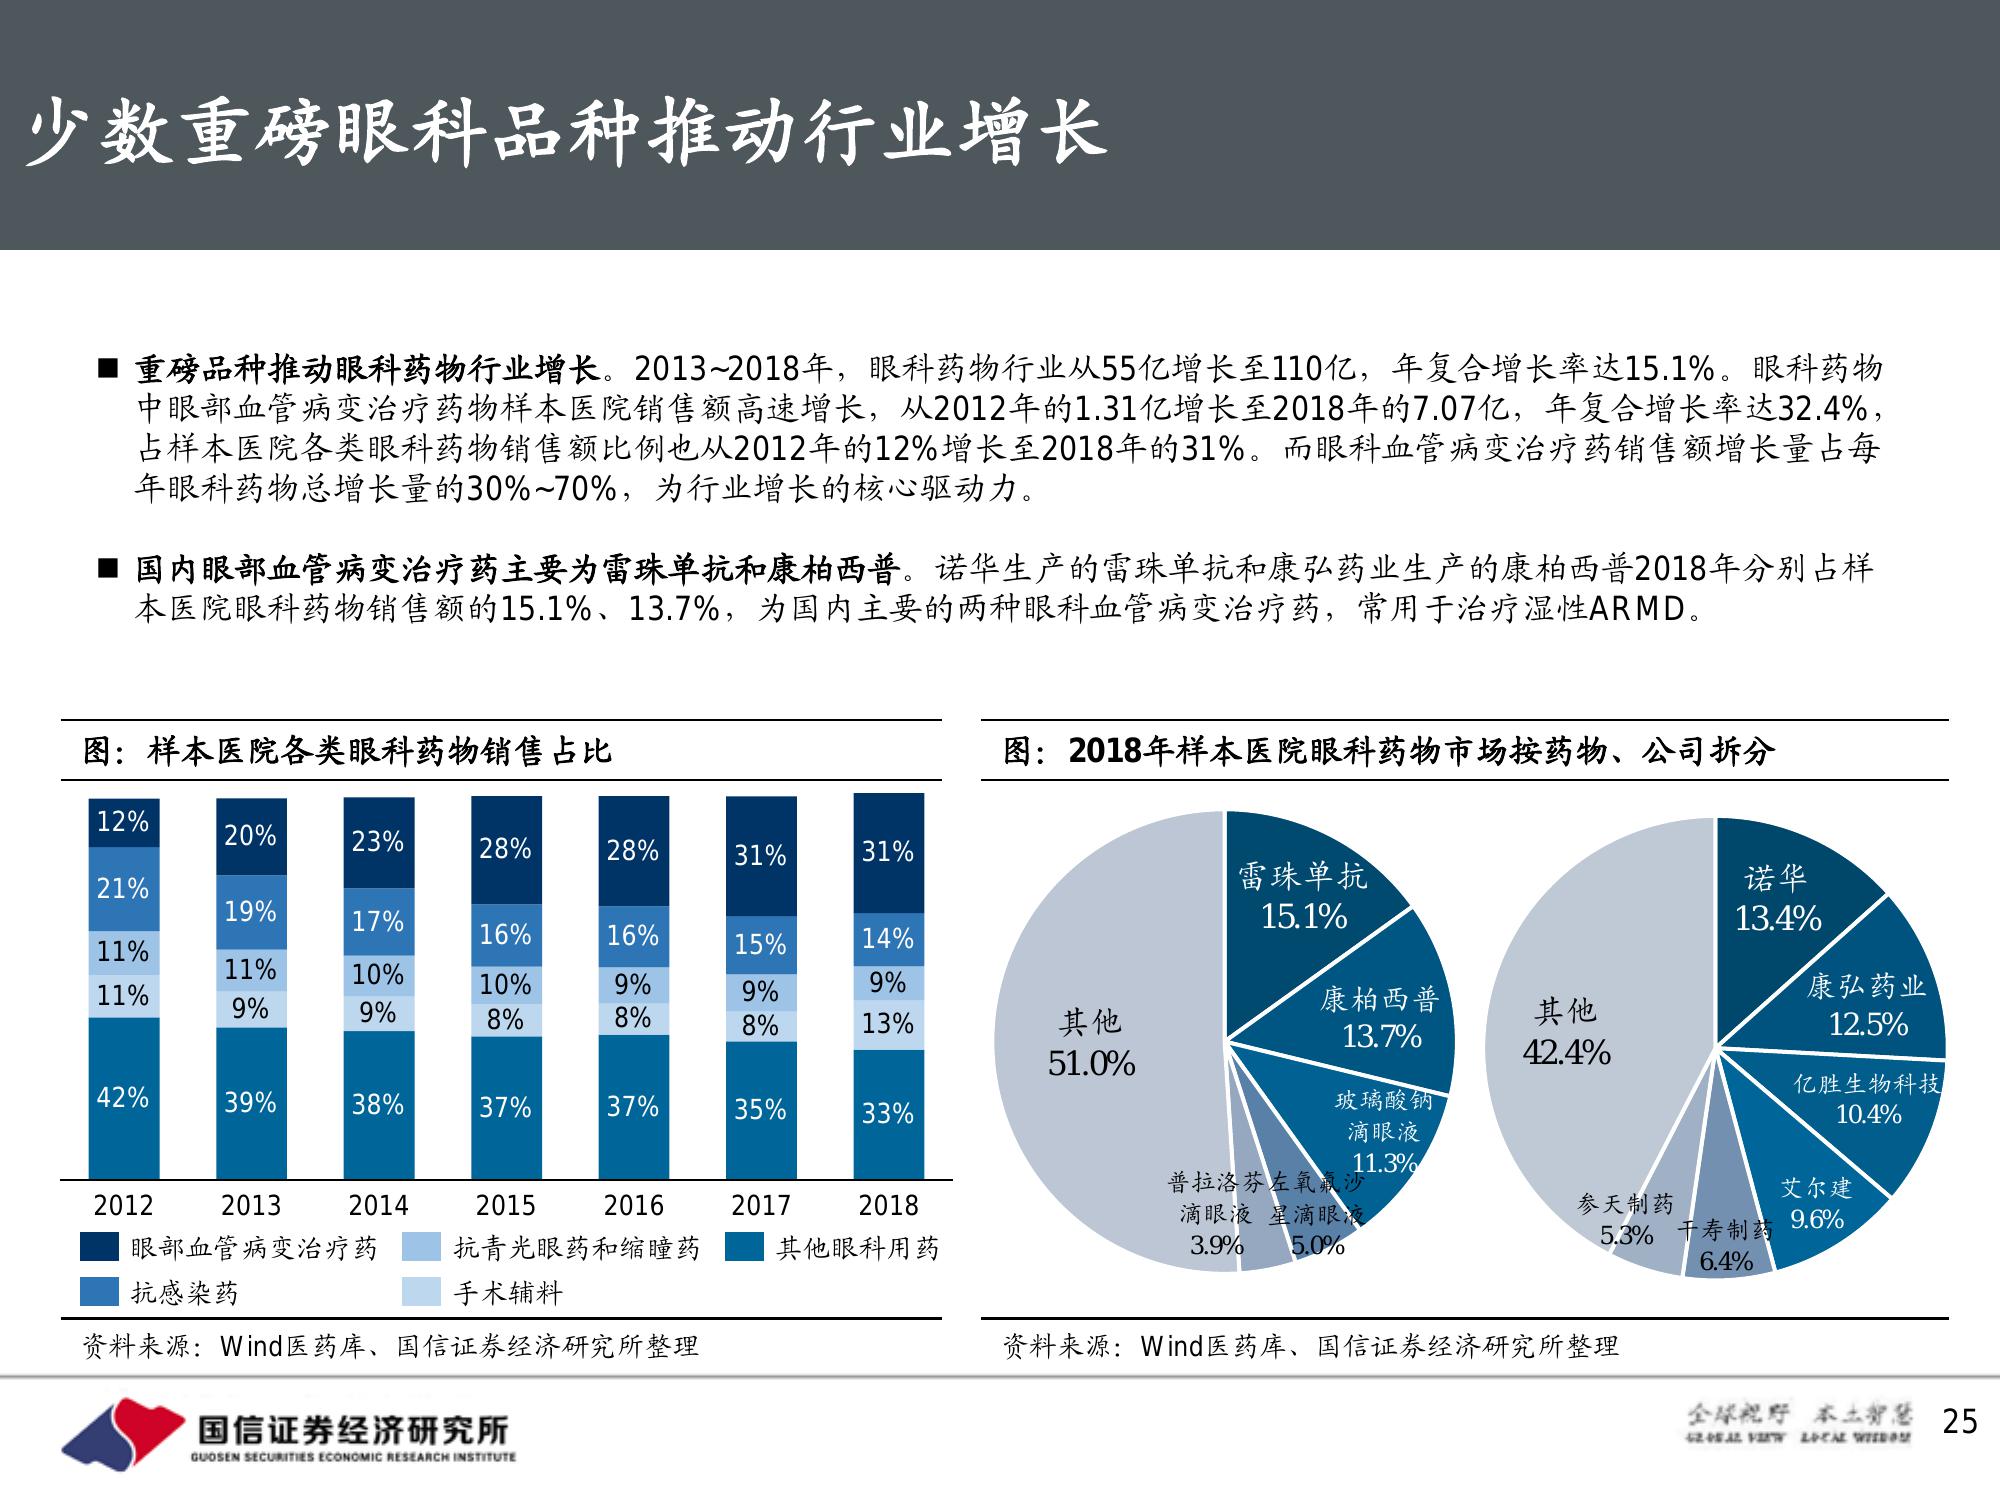 少数重磅眼科品种推动行业增长
■ 重磅品种推动眼科药物行业增长。2013~2018年，眼科药物行业从55亿增长至110亿，年复合增长率达15.1%。眼科药物
中眼部血管病变治疗药物样本医院销售额高速增长，从2012年的1.31亿增长至2018年的7.07亿，年复合增长率达32.4%，
占样本医院各类眼科药物销售额比例也从2012年的12%增长至2018年的31%。而眼科血管病变治疗药销售额增长量占每
年眼科药物总增长量的30%~70%，为行业增长的核心驱动力。
■ 国内眼部血管病变治疗药主要为雷珠单抗和康柏西普。诺华生产的雷珠单抗和康弘药业生产的康柏西普2018年分别占样
本医院眼科药物销售额的15.1%、13.7%，为国内主要的两种眼科血管病变治疗药，常用于治疗湿性ARMD。
图：样本医院各类眼科药物销售占比
12% 20% 23% 28% 28% 31% 31%
21% 19% 17% 16% 16% 15% 14%
11% 11% 10% 10% 9% 9% 9%
11% 9% 9% 8% 8% 8% 13%
42% 39% 38% 37% 37% 35% 33%
2012 2013 2014 2015 2016 2017 2018
眼部血管病变治疗药 抗青光眼药和缩瞳药 其他眼科用药
抗感染药 手术辅料
资料来源：Wind医药库、国信证券经济研究所整理
图：2018年样本医院眼科药物市场按药物、公司拆分
雷珠单抗
15.1%
康柏西普
13.7%
玻璃酸钠
滴眼液
11.3%
左氧氟沙
星滴眼液
5.0%
普拉洛芬
滴眼液
3.9%
其他
51.0%
诺华
13.4%
康弘药业
12.5%
亿胜生物科技
10.4%
艾尔建
9.6%
千寿制药
6.4%
参天制药
5.3%
其他
42.4%
资料来源：Wind医药库、国信证券经济研究所整理
国信证券经济研究所
GUOSEN SECURITIES ECONOMIC RESEARCH INSTITUTE
全球视野 本土智慧
GLOBAL VIEW LOCAL WISDOM
25